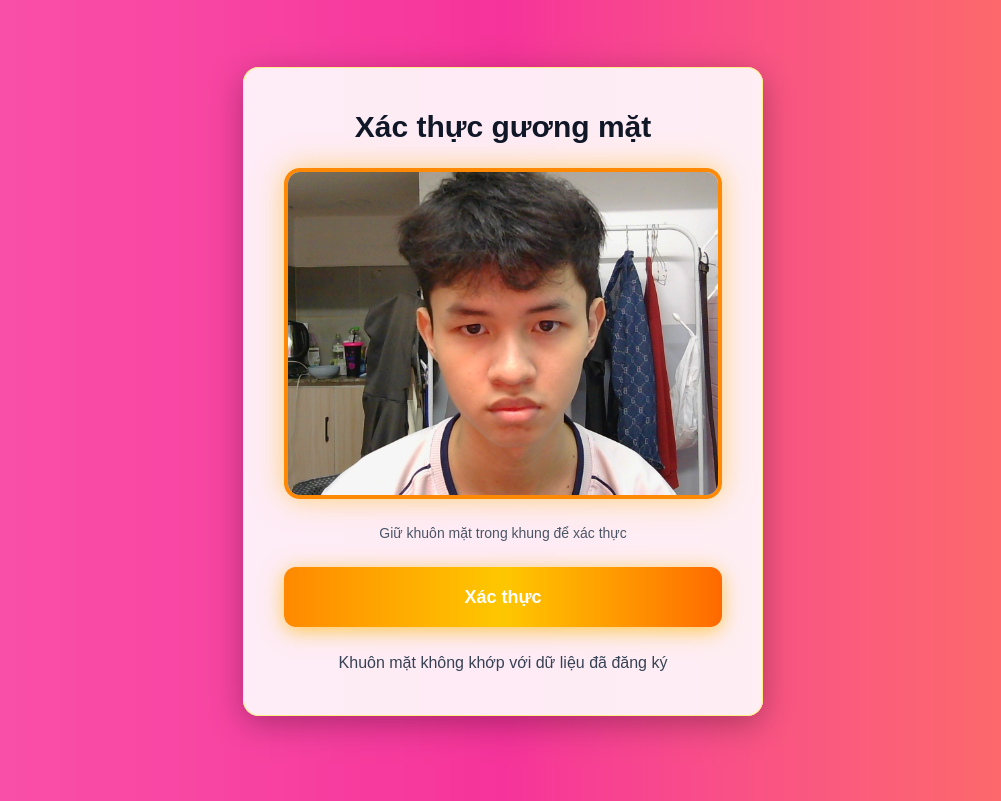 Xác thực gương mặt
Giữ khuôn mặt trong khung để xác thực
Xác thực
Khuôn mặt không khớp với dữ liệu đã đăng ký